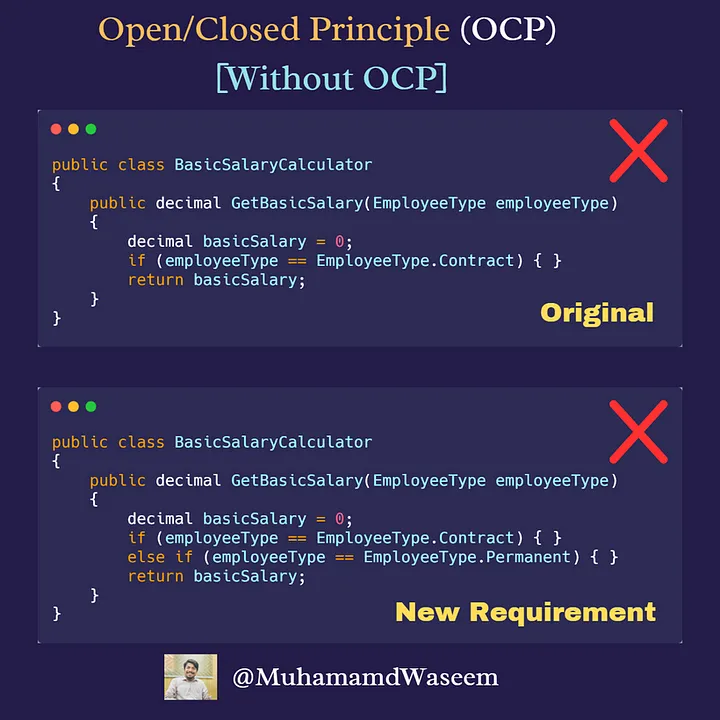 Open/Closed Principle (OCP)
[Without OCP]
public class BasicSalaryCalculator
{
public decimal GetBasicSalary(EmployeeType employeeType)
{
decimal basicSalary = 0;
if (employeeType == EmployeeType.Contract) { }
return basicSalary;
}
}
Original
public class BasicSalaryCalculator
{
public decimal GetBasicSalary(EmployeeType employeeType)
{
decimal basicSalary = 0;
if (employeeType == EmployeeType.Contract) { }
else if (employeeType == EmployeeType.Permanent) { }
return basicSalary;
}
}
New Requirement
@MuhamamdWaseem